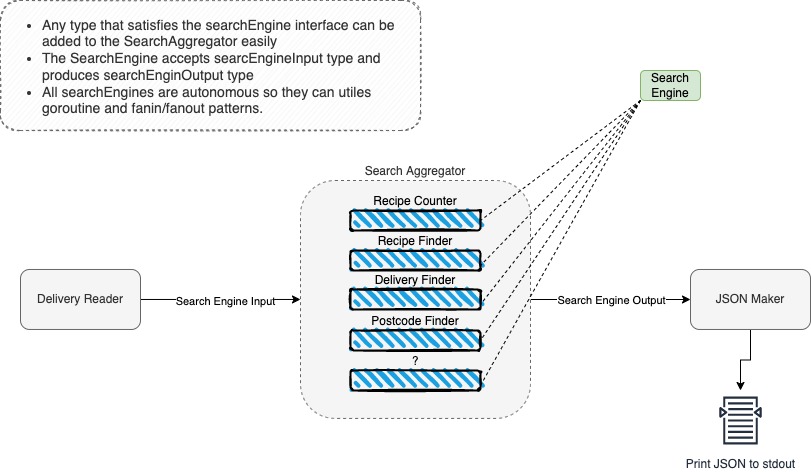 Any type that satisfies the searchEngine interface can be
added to the SearchAggregator easily
The SearchEngine accepts searcEngineInput type and
produces searchEnginOutput type
All searchEngines are autonomous so they can utiles
goroutine and fanin/fanout patterns.
Search
Engine
Search Aggregator
Recipe Counter
Recipe Finder
Delivery Finder
Postcode Finder
?
Delivery Reader
Search Engine Input
Search Engine Output
JSON Maker
Print JSON to stdout